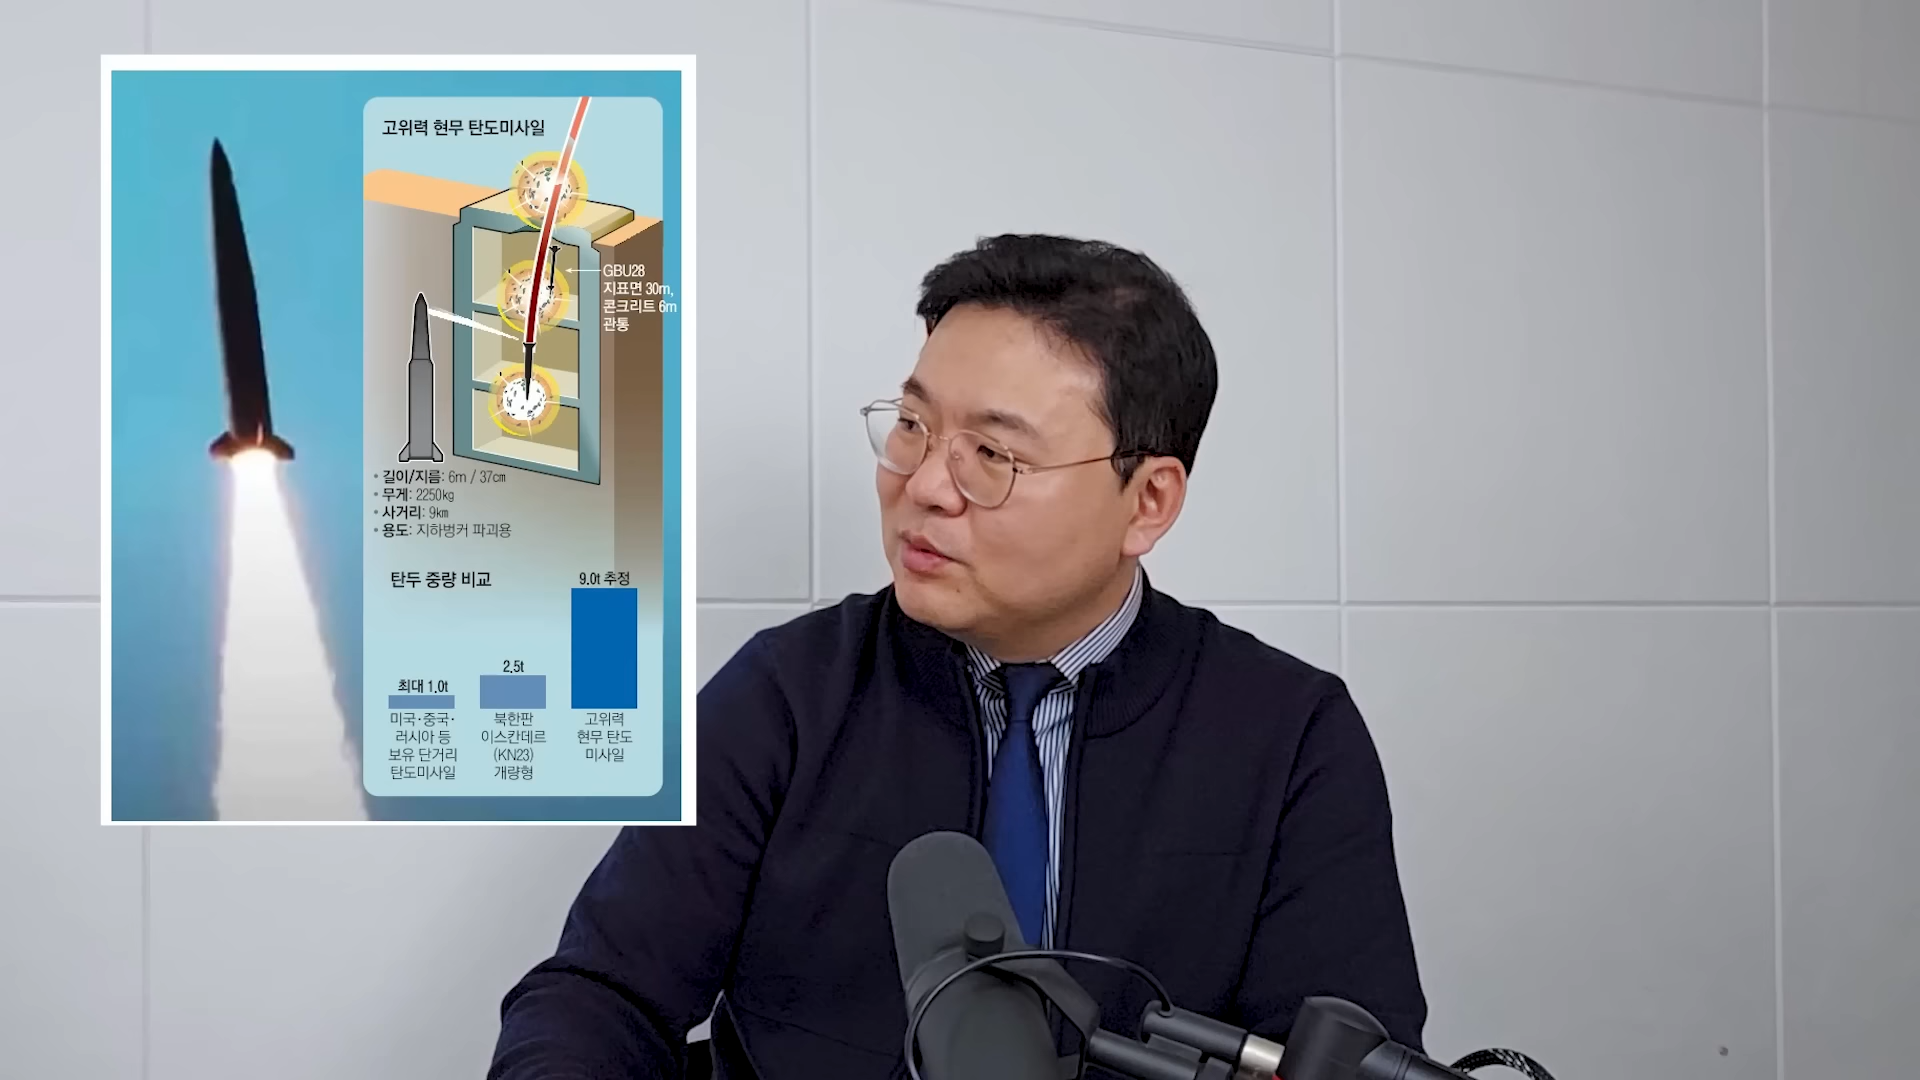 고위력 현무 탄도미사일
GBU28
지표면 30m,
콘크리트 6m
관통
• 길이/지름: 6m / 37㎝
• 무게: 2250㎏
• 사거리: 9㎞
• 용도: 지하벙커 파괴용
탄두 중량 비교
최대 1.0t
미국·중국·
러시아 등
보유 단거리
탄도미사일
2.5t
북한판
이스칸데르
(KN23)
개량형
9.0t 추정
고위력
현무 탄도
미사일